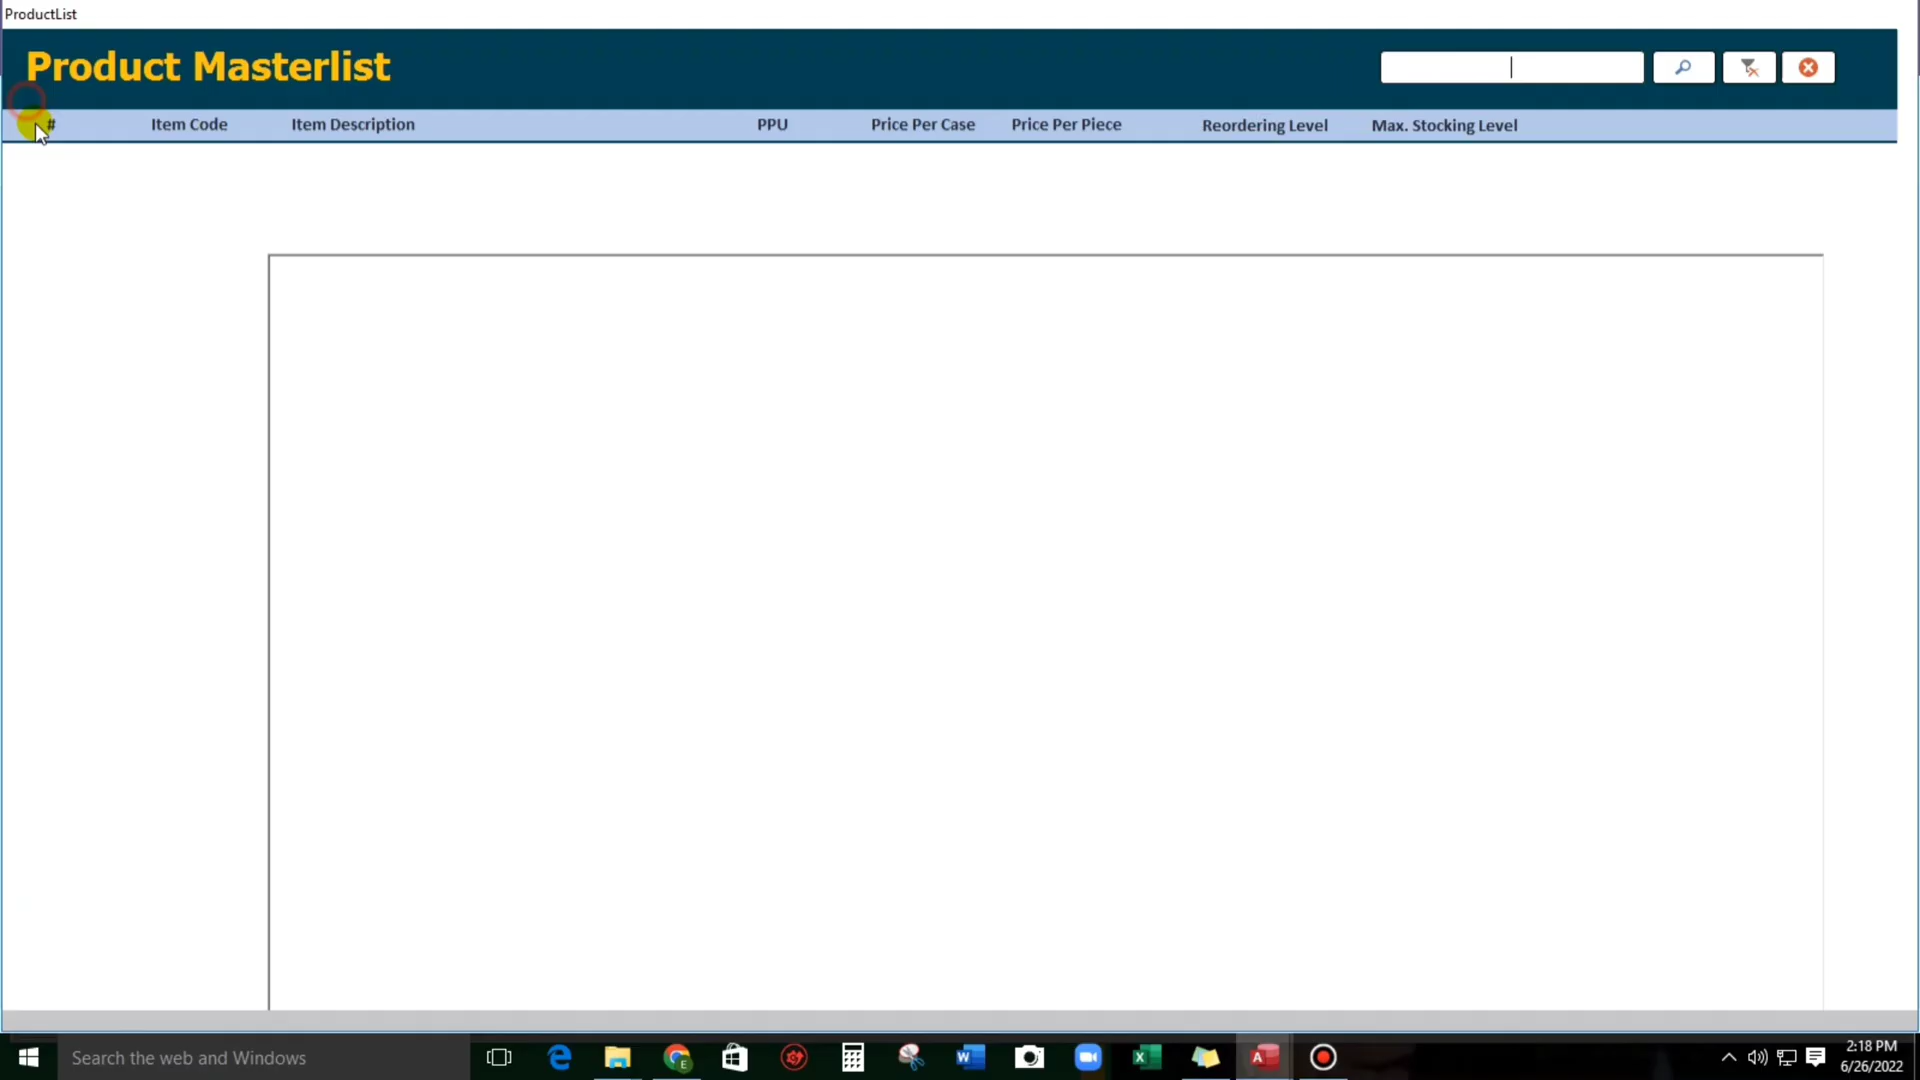 ProductList
Product Masterlist
# Item Code Item Description PPU Price Per Case Price Per Piece Reordering Level Max. Stocking Level
Search the web and Windows
2:18 PM
6/26/2022